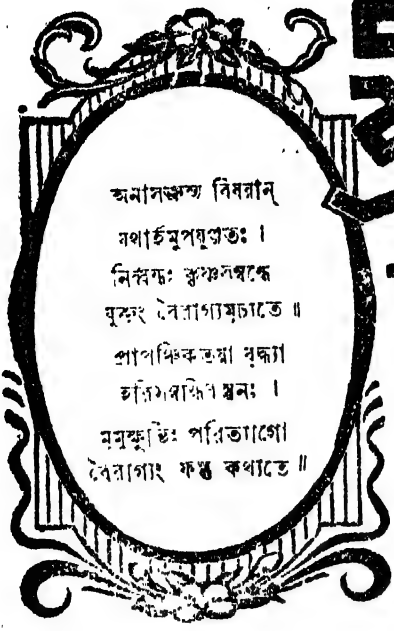 অনাসক্তস্য বিষয়ান্
যথার্হমুপযুঞ্জতঃ ।
নির্ব্বন্ধঃ কৃষ্ণসম্বন্ধে
যুক্তং বৈরাগ্যমুচ্যতে ॥
প্রাপঞ্চিকতয়া বুদ্ধ্যা
হরিসম্বন্ধিবস্তুনঃ ।
মুমুক্ষুভিঃ পরিত্যাগো
বৈরাগ্যং ফল্গু কথ্যতে ॥